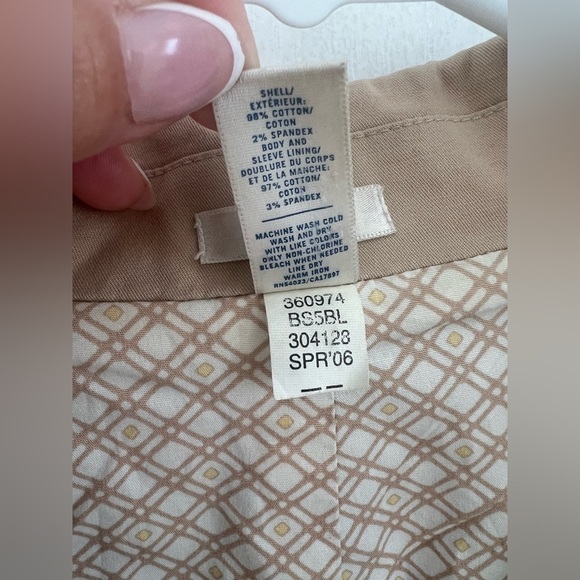 SHELL/
EXTÉRIEUR:
98% COTTON/
COTON
2% SPANDEX
BODY AND
SLEEVE LINING/
DOUBLURE DU CORPS
ET DE LA MANCHE:
97% COTTON/
COTON
3% SPANDEX
MACHINE WASH COLD
WASH AND DRY
WITH LIKE COLORS
ONLY NON-CHLORINE
BLEACH WHEN NEEDED
LINE DRY
WARM IRON
RN54023/CA17897
360974
BS5BL
304128
SPR'06